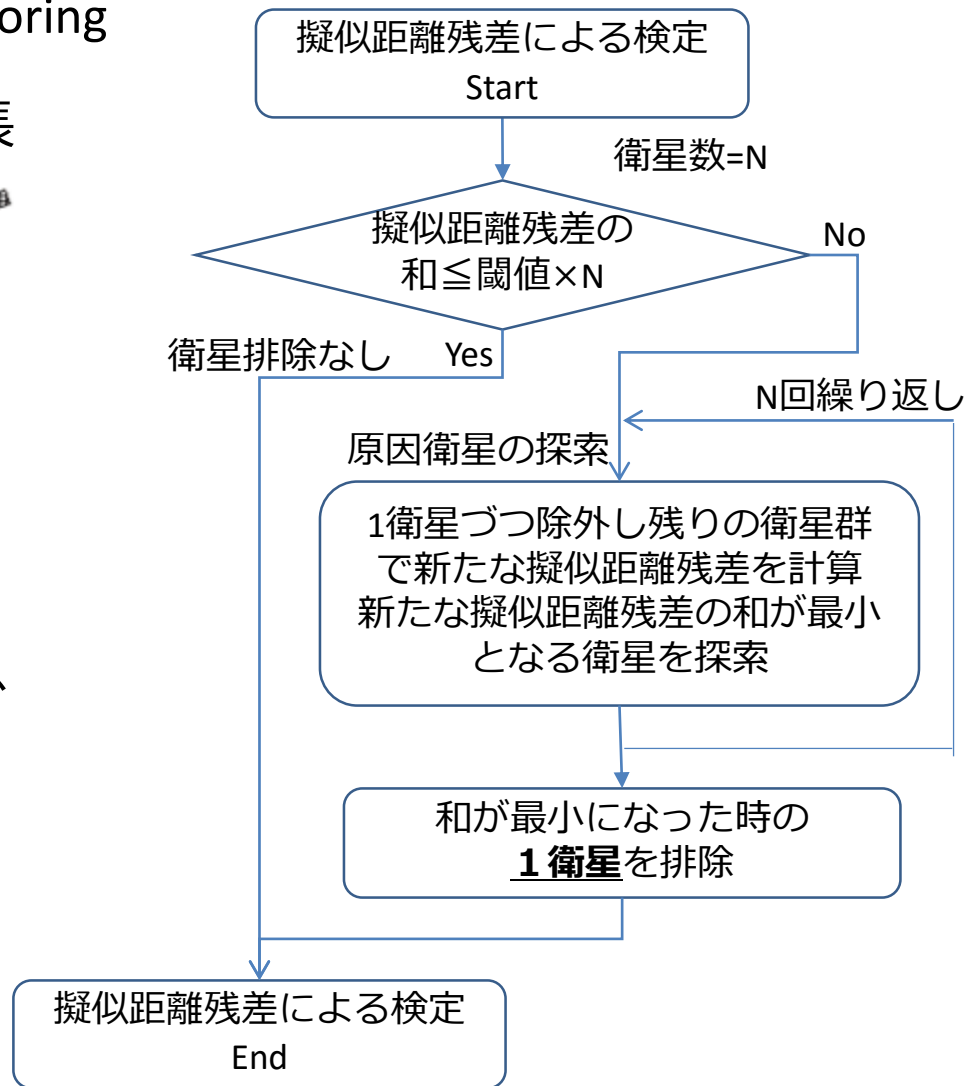 oring
長
擬似距離残差による検定
Start
衛星数=N
擬似距離残差の
和≦閾値×N
No
衛星排除なし
Yes
N回繰り返し
原因衛星の探索
1衛星づつ除外し残りの衛星群
で新たな擬似距離残差を計算
新たな擬似距離残差の和が最小
となる衛星を探索
和が最小になった時の
１衛星を排除
擬似距離残差による検定
End